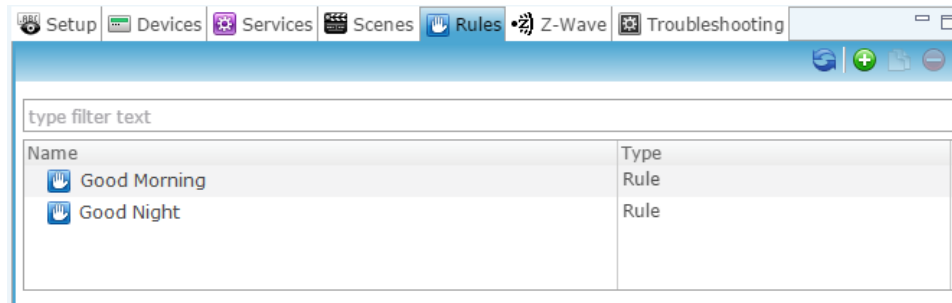 Setup Devices Services Scenes Rules Z-Wave Troubleshooting
type filter text
Name Type
Good Morning Rule
Good Night Rule